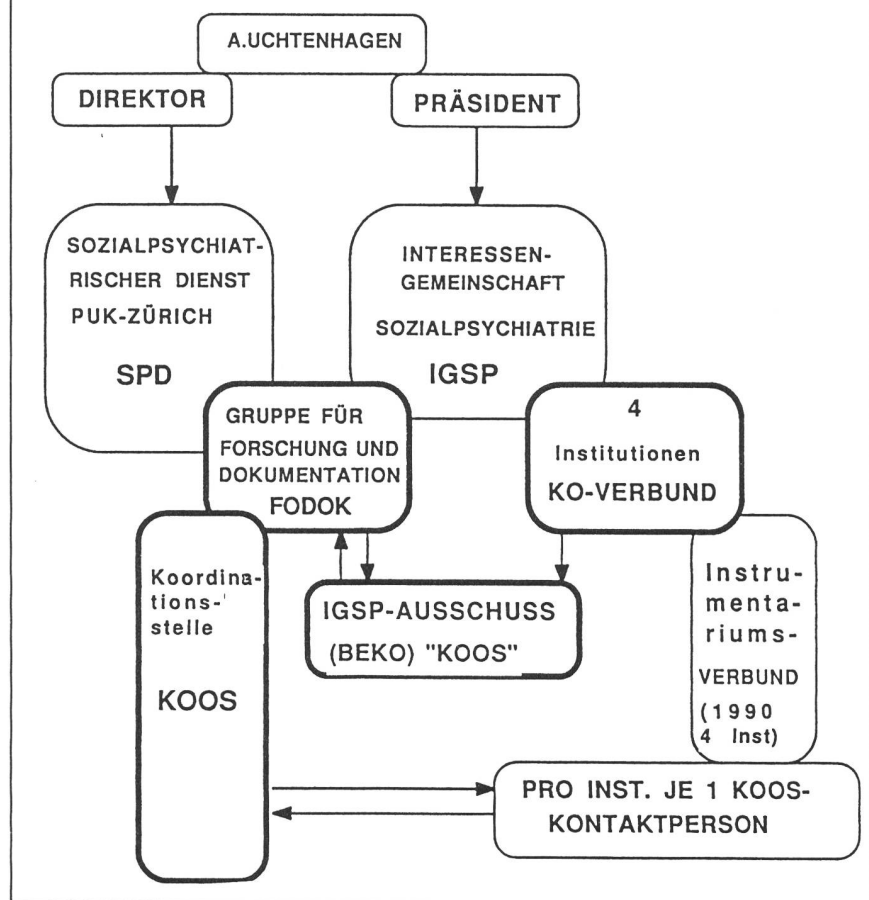 A.UCHTENHAGEN
DIREKTOR
PRÄSIDENT
SOZIALPSYCHIAT-
RISCHER DIENST
PUK-ZÜRICH
SPD
INTERESSEN-
GEMEINSCHAFT
SOZIALPSYCHIATRIE
IGSP
GRUPPE FÜR
FORSCHUNG UND
DOKUMENTATION
FODOK
4
Institutionen
KO-VERBUND
Koordina-
tions-
stelle
KOOS
IGSP-AUSSCHUSS
(BEKO) "KOOS"
Instru-
menta-
riums-
VERBUND
(1990
4 Inst)
PRO INST. JE 1 KOOS-
KONTAKTPERSON